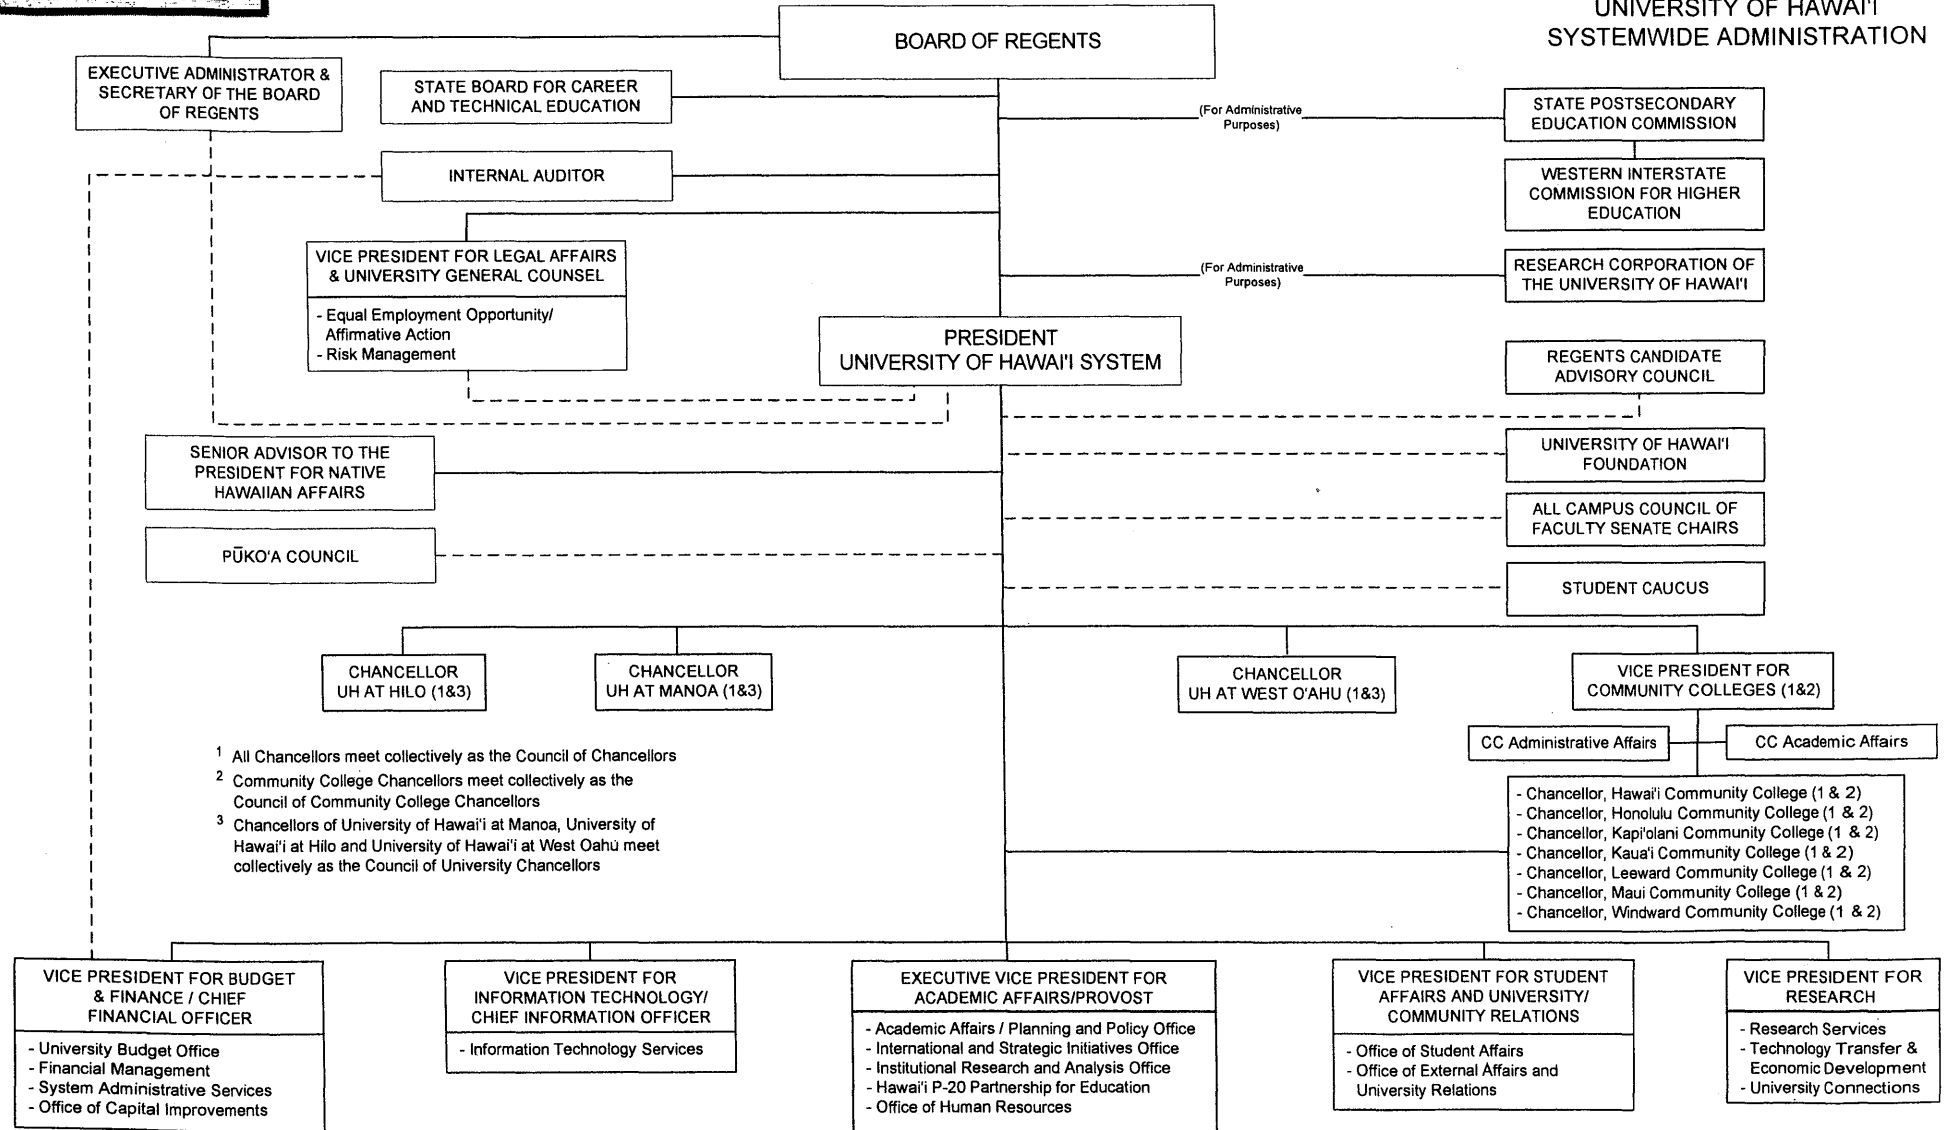 UNIVERSITY OF HAWAI'I
SYSTEMWIDE ADMINISTRATION
BOARD OF REGENTS
EXECUTIVE ADMINISTRATOR &
SECRETARY OF THE BOARD
OF REGENTS
STATE BOARD FOR CAREER
AND TECHNICAL EDUCATION
(For Administrative
Purposes)
STATE POSTSECONDARY
EDUCATION COMMISSION
INTERNAL AUDITOR
WESTERN INTERSTATE
COMMISSION FOR HIGHER
EDUCATION
VICE PRESIDENT FOR LEGAL AFFAIRS
& UNIVERSITY GENERAL COUNSEL
- Equal Employment Opportunity/
Affirmative Action
- Risk Management
(For Administrative
Purposes)
RESEARCH CORPORATION OF
THE UNIVERSITY OF HAWAI'I
PRESIDENT
UNIVERSITY OF HAWAI'I SYSTEM
REGENTS CANDIDATE
ADVISORY COUNCIL
SENIOR ADVISOR TO THE
PRESIDENT FOR NATIVE
HAWAIIAN AFFAIRS
UNIVERSITY OF HAWAI'I
FOUNDATION
ALL CAMPUS COUNCIL OF
FACULTY SENATE CHAIRS
PŪKO'A COUNCIL
STUDENT CAUCUS
CHANCELLOR
UH AT HILO (1&3)
CHANCELLOR
UH AT MANOA (1&3)
CHANCELLOR
UH AT WEST O'AHU (1&3)
VICE PRESIDENT FOR
COMMUNITY COLLEGES (1&2)
CC Administrative Affairs
CC Academic Affairs
1 All Chancellors meet collectively as the Council of Chancellors
2 Community College Chancellors meet collectively as the
Council of Community College Chancellors
3 Chancellors of University of Hawai'i at Manoa, University of
Hawai'i at Hilo and University of Hawai'i at West Oahu meet
collectively as the Council of University Chancellors
- Chancellor, Hawai'i Community College (1 & 2)
- Chancellor, Honolulu Community College (1 & 2)
- Chancellor, Kapi'olani Community College (1 & 2)
- Chancellor, Kaua'i Community College (1 & 2)
- Chancellor, Leeward Community College (1 & 2)
- Chancellor, Maui Community College (1 & 2)
- Chancellor, Windward Community College (1 & 2)
VICE PRESIDENT FOR BUDGET
& FINANCE / CHIEF
FINANCIAL OFFICER
- University Budget Office
- Financial Management
- System Administrative Services
- Office of Capital Improvements
VICE PRESIDENT FOR
INFORMATION TECHNOLOGY/
CHIEF INFORMATION OFFICER
- Information Technology Services
EXECUTIVE VICE PRESIDENT FOR
ACADEMIC AFFAIRS/PROVOST
- Academic Affairs / Planning and Policy Office
- International and Strategic Initiatives Office
- Institutional Research and Analysis Office
- Hawai'i P-20 Partnership for Education
- Office of Human Resources
VICE PRESIDENT FOR STUDENT
AFFAIRS AND UNIVERSITY/
COMMUNITY RELATIONS
- Office of Student Affairs
- Office of External Affairs and
University Relations
VICE PRESIDENT FOR
RESEARCH
- Research Services
- Technology Transfer &
Economic Development
- University Connections